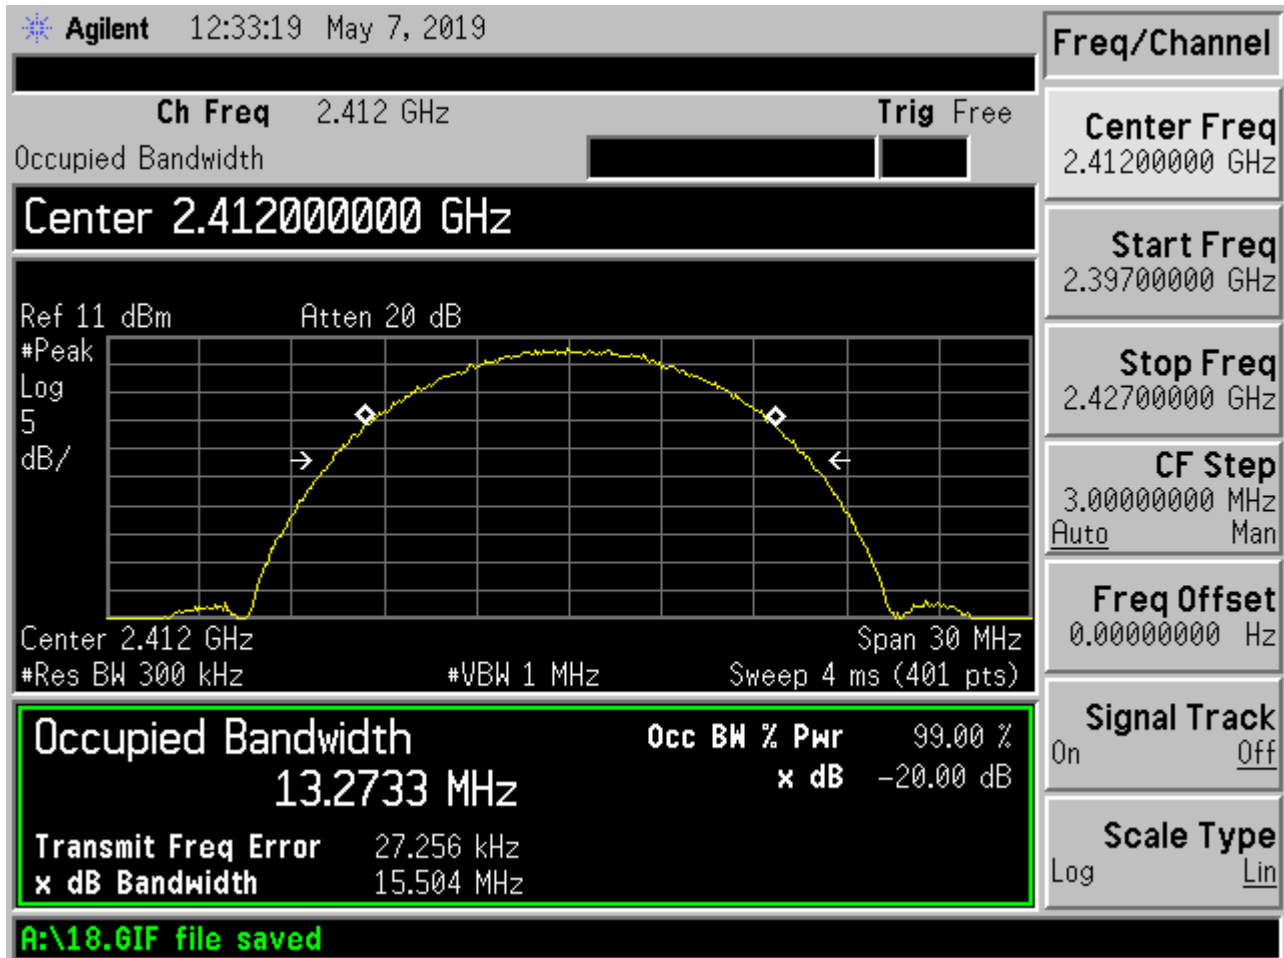 Agilent 12:33:19 May 7, 2019
Ch Freq 2.412 GHz Trig Free
Occupied Bandwidth
Center 2.412000000 GHz
Ref 11 dBm Atten 20 dB
#Peak
Log
5
dB/
Center 2.412 GHz Span 30 MHz
#Res BW 300 kHz #VBW 1 MHz Sweep 4 ms (401 pts)
Occupied Bandwidth Occ BW % Pwr 99.00 %
13.2733 MHz x dB -20.00 dB
Transmit Freq Error 27.256 kHz
x dB Bandwidth 15.504 MHz
A:\18.GIF file saved
Freq/Channel
Center Freq
2.41200000 GHz
Start Freq
2.39700000 GHz
Stop Freq
2.42700000 GHz
CF Step
3.00000000 MHz
Auto Man
Freq Offset
0.00000000 Hz
Signal Track
On Off
Scale Type
Log Lin